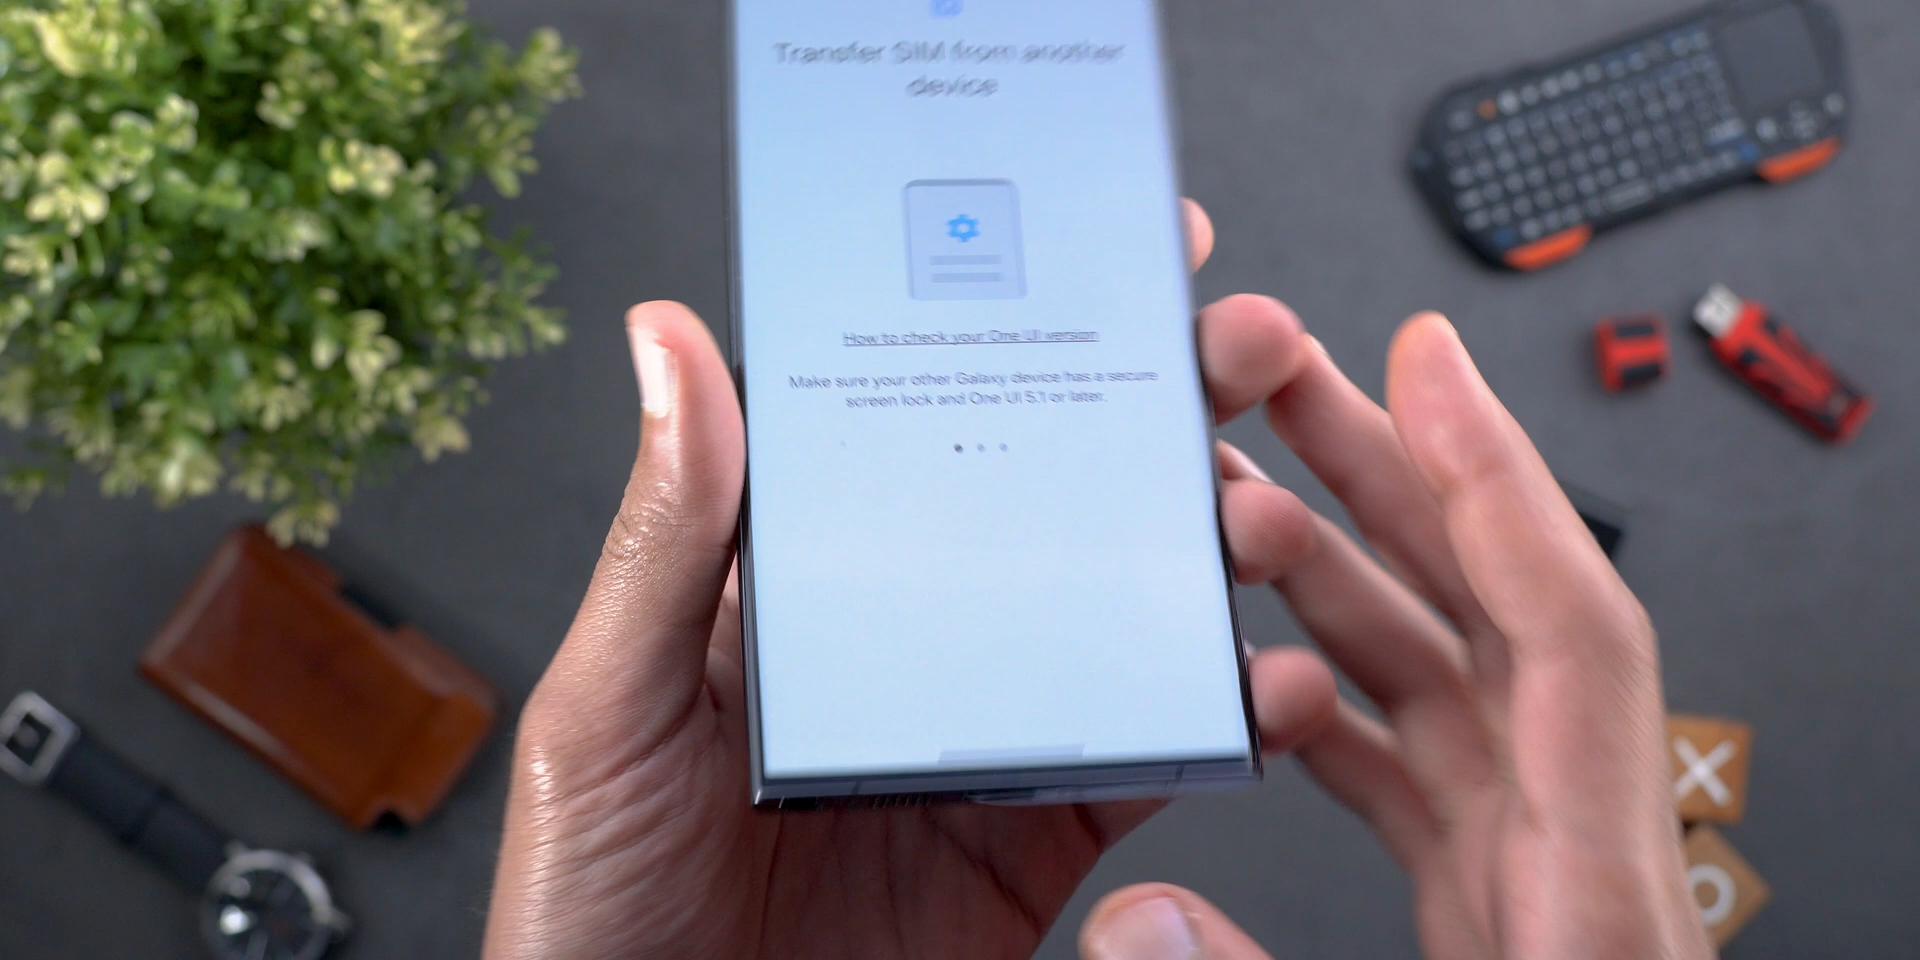 Transfer SIM from another
device
How to check your One UI version
Make sure your other Galaxy device has a secure
screen lock and One UI 5.1 or later.
X
O